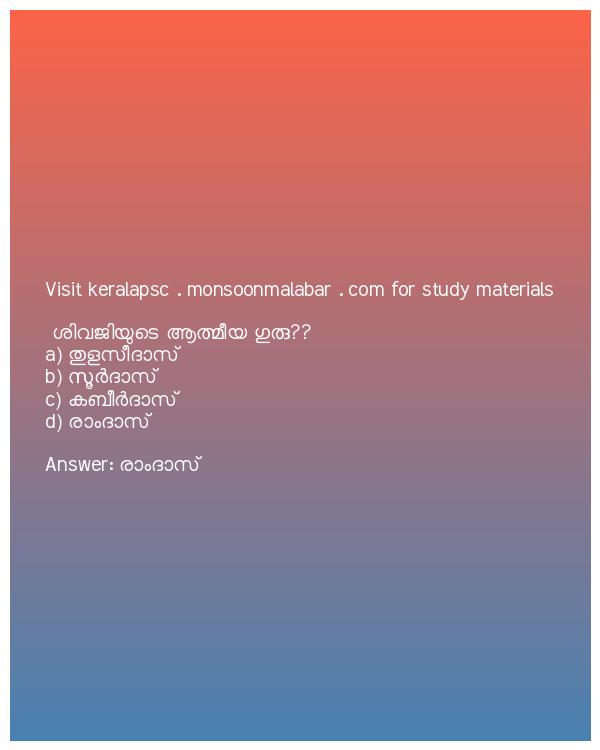 Visit keralapsc . monsoonmalabar . com for study materials
ശിവജിയുടെ ആത്മീയ ഗുരു??
a) തുളസീദാസ്
b) സൂർദാസ്
c) കബീർദാസ്
d) രാംദാസ്
Answer: രാംദാസ്